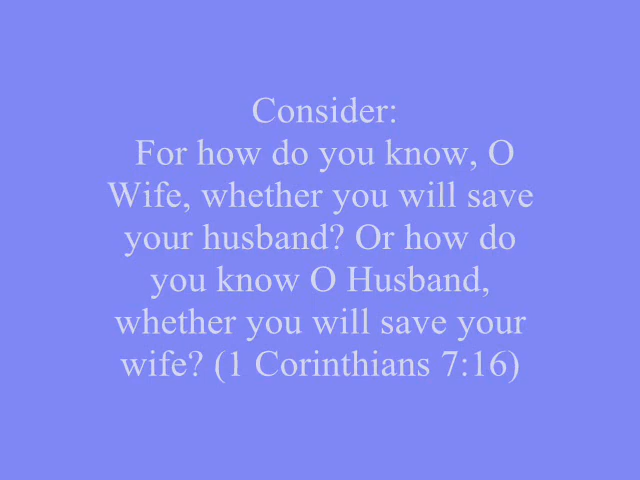 Consider:
For how do you know, O
Wife, whether you will save
your husband? Or how do
you know O Husband,
whether you will save your
wife? (1 Corinthians 7:16)